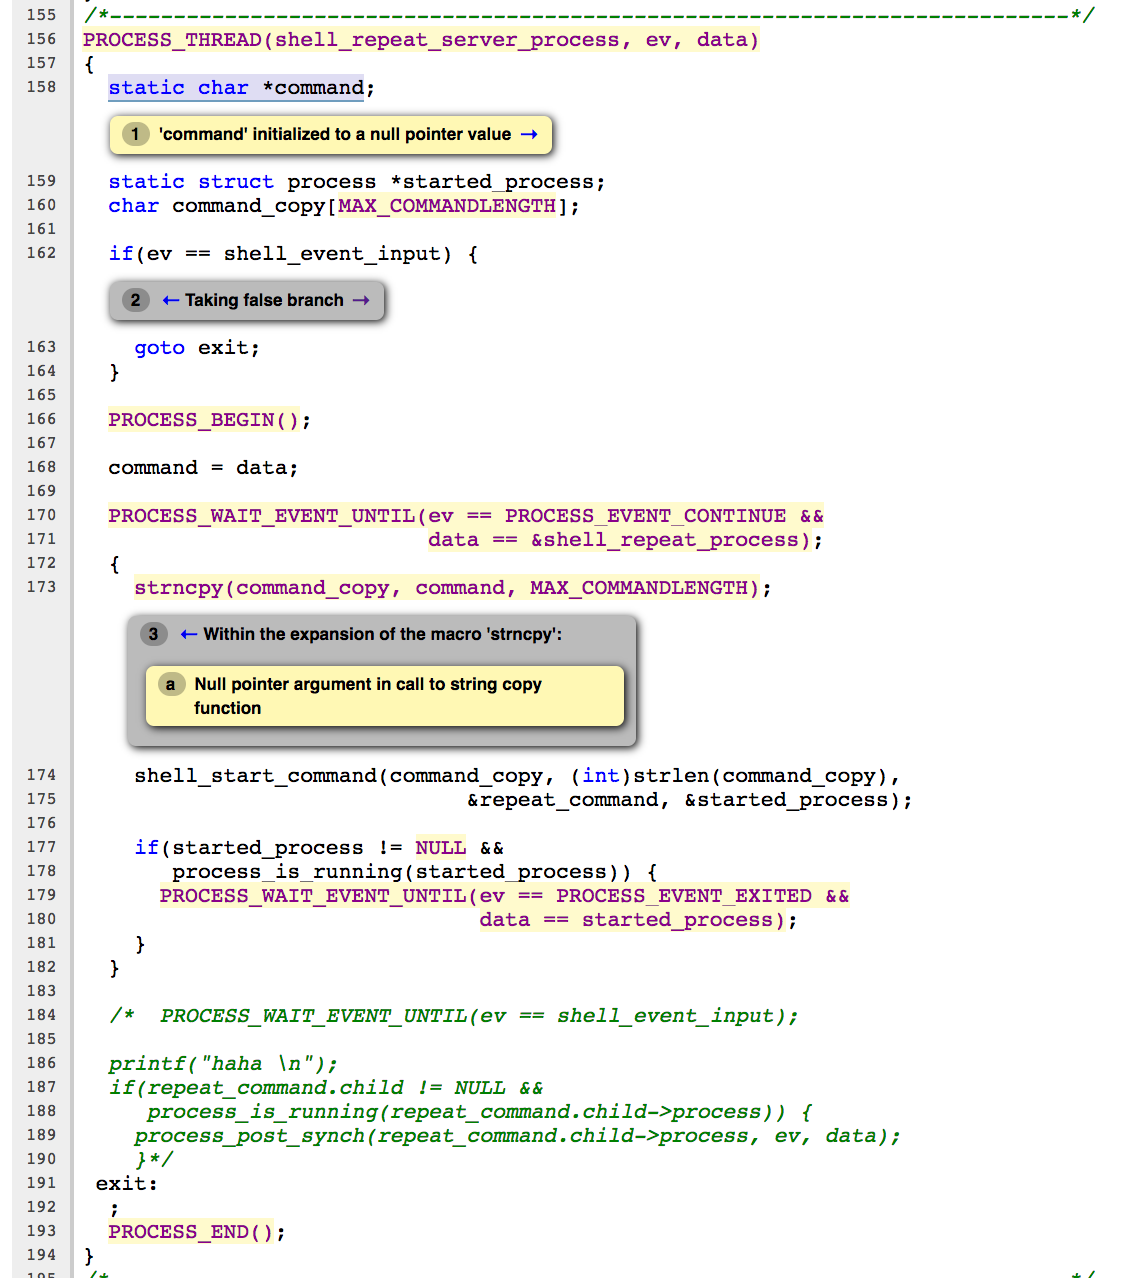 155 /*---------------------------------------------------------------------------*/
156 PROCESS_THREAD(shell_repeat_server_process, ev, data)
157 {
158   static char *command;
1 'command' initialized to a null pointer value →
159   static struct process *started_process;
160   char command_copy[MAX_COMMANDLENGTH];
161
162   if(ev == shell_event_input) {
2 ← Taking false branch →
163     goto exit;
164   }
165
166   PROCESS_BEGIN();
167
168   command = data;
169
170   PROCESS_WAIT_EVENT_UNTIL(ev == PROCESS_EVENT_CONTINUE &&
171                            data == &shell_repeat_process);
172   {
173     strncpy(command_copy, command, MAX_COMMANDLENGTH);
3 ← Within the expansion of the macro 'strncpy':
a Null pointer argument in call to string copy
function
174     shell_start_command(command_copy, (int)strlen(command_copy),
175                               &repeat_command, &started_process);
176
177     if(started_process != NULL &&
178        process_is_running(started_process)) {
179       PROCESS_WAIT_EVENT_UNTIL(ev == PROCESS_EVENT_EXITED &&
180                                data == started_process);
181     }
182   }
183
184   /*  PROCESS_WAIT_EVENT_UNTIL(ev == shell_event_input);
185
186   printf("haha \n");
187   if(repeat_command.child != NULL &&
188      process_is_running(repeat_command.child->process)) {
189     process_post_synch(repeat_command.child->process, ev, data);
190     }*/
191  exit:
192   ;
193   PROCESS_END();
194 }